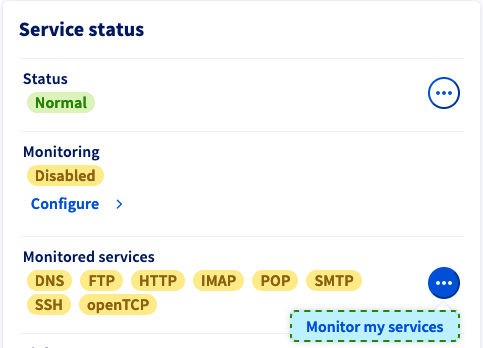 Service status
Status
Normal
Monitoring
Disabled
Configure
Monitored services
DNS FTP HTTP IMAP POP SMTP
SSH openTCP
Monitor my services